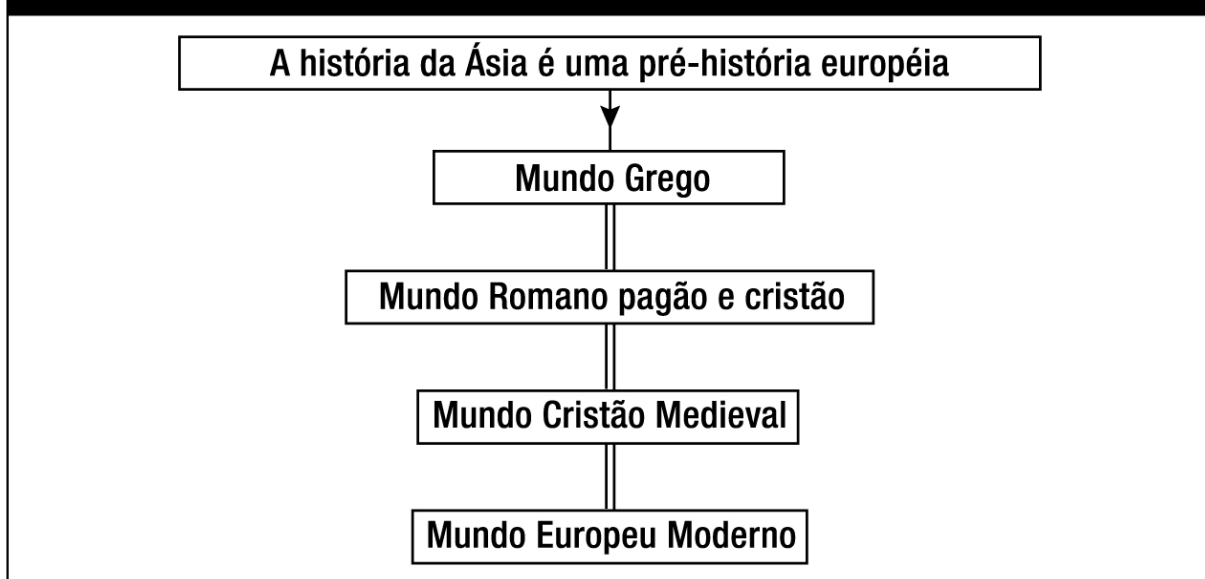 A história da Ásia é uma pré-história européia
Mundo Grego
Mundo Romano pagão e cristão
Mundo Cristão Medieval
Mundo Europeu Moderno